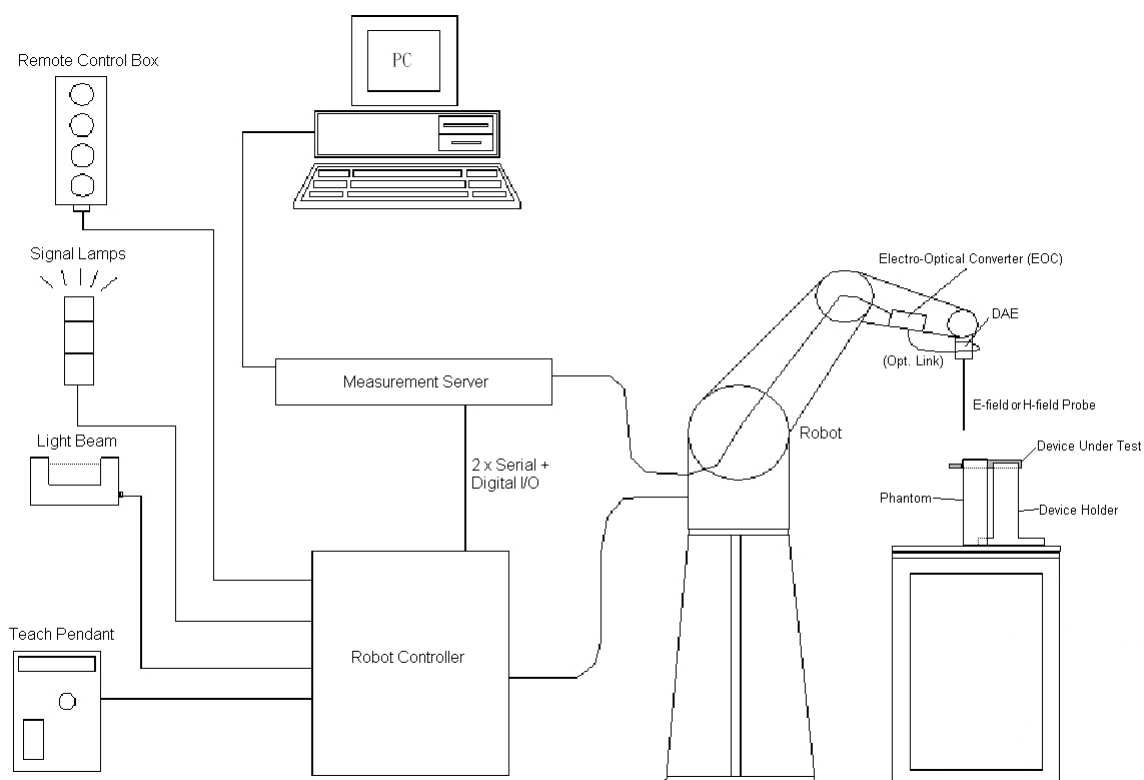 Remote Control Box
PC
Signal Lamps
Electro-Optical Converter (EOC)
DAE
(Opt. Link)
Measurement Server
E-field or H-field Probe
Robot
Light Beam
2 x Serial +
Digital I/O
Device Under Test
Phantom
Device Holder
Teach Pendant
Robot Controller